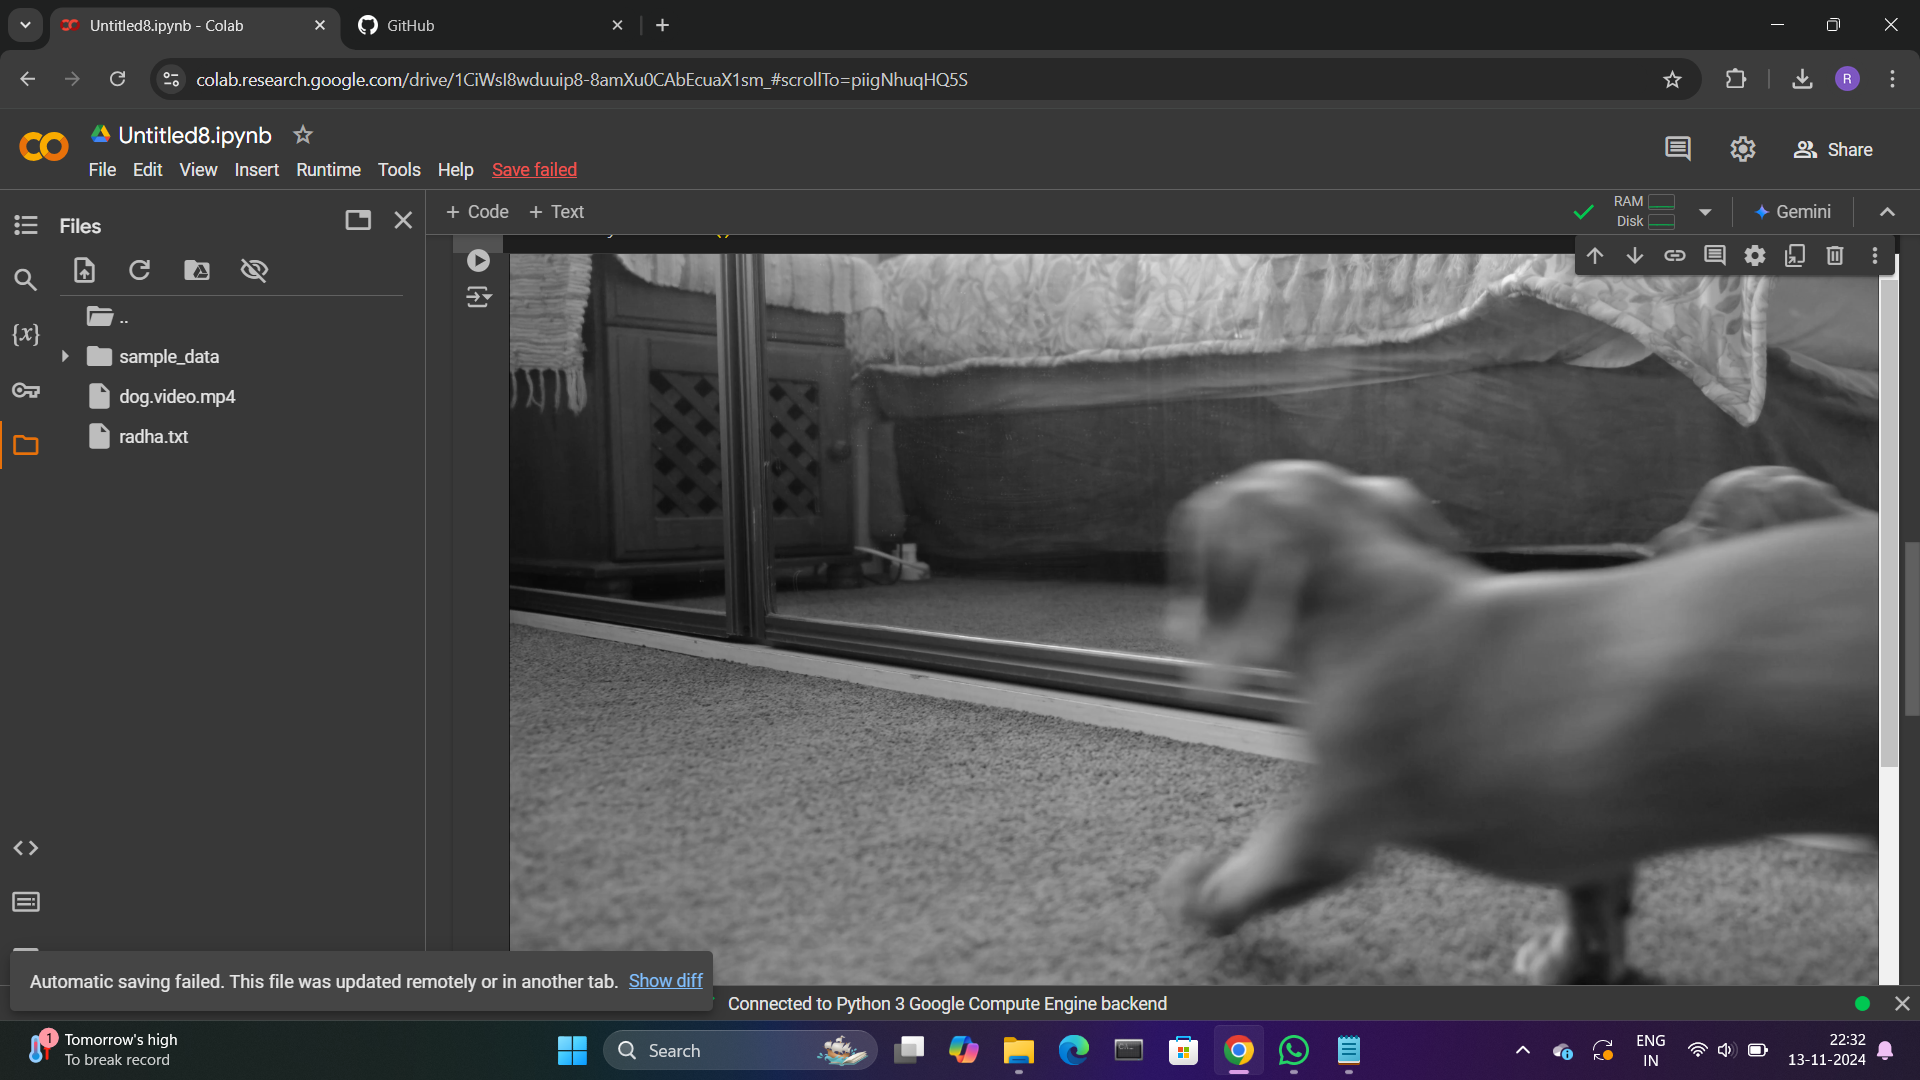 Untitled8.ipynb - Colab
GitHub
colab.research.google.com/drive/1CiWsI8wduuip8-8amXu0CAbEcuaX1sm_#scrollTo=piigNhuqHQ5S
R
Untitled8.ipynb
File Edit View Insert Runtime Tools Help Save failed
Share
Files
+ Code + Text
RAM
Disk
Gemini
..
{x}
sample_data
dog.video.mp4
radha.txt
Automatic saving failed. This file was updated remotely or in another tab. Show diff
Connected to Python 3 Google Compute Engine backend
1
Tomorrow's high
To break record
Search
ENG
IN
22:32
13-11-2024